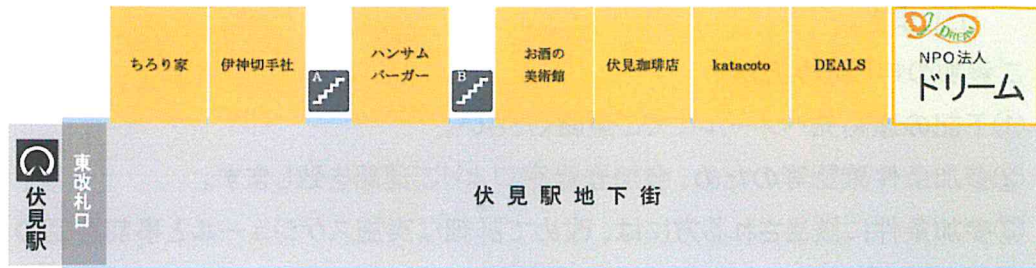 ちろり家
伊神切手社
A
ハンサム
バーガー
B
お酒の
美術館
伏見珈琲店
katacoto
DEALS
DREAM
NPO法人
ドリーム
伏見駅
東改札口
伏見駅地下街